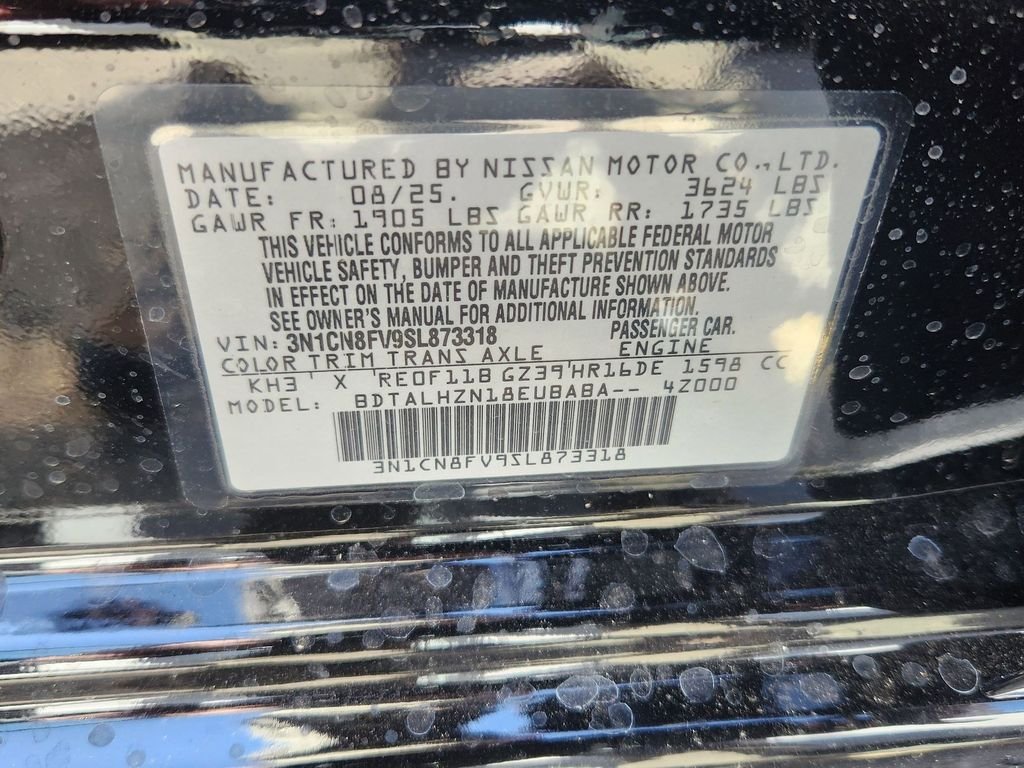 MANUFACTURED BY NISSAN MOTOR CO., LTD.
DATE: 08/25. GVWR: 3624 LBS
GAWR FR: 1905 LBS GAWR RR: 1735 LBS
THIS VEHICLE CONFORMS TO ALL APPLICABLE FEDERAL MOTOR
VEHICLE SAFETY, BUMPER AND THEFT PREVENTION STANDARDS
IN EFFECT ON THE DATE OF MANUFACTURE SHOWN ABOVE.
SEE OWNER'S MANUAL FOR ADDITIONAL INFORMATION.
VIN: 3N1CN8FV9SL873318 PASSENGER CAR.
COLOR TRIM TRANS AXLE ENGINE
KH3 X RE0F11B GZ39 HR16DE 1598 CC
MODEL: BDTALHZN18EUBABA-- 4Z000
3N1CN8FV9SL873318